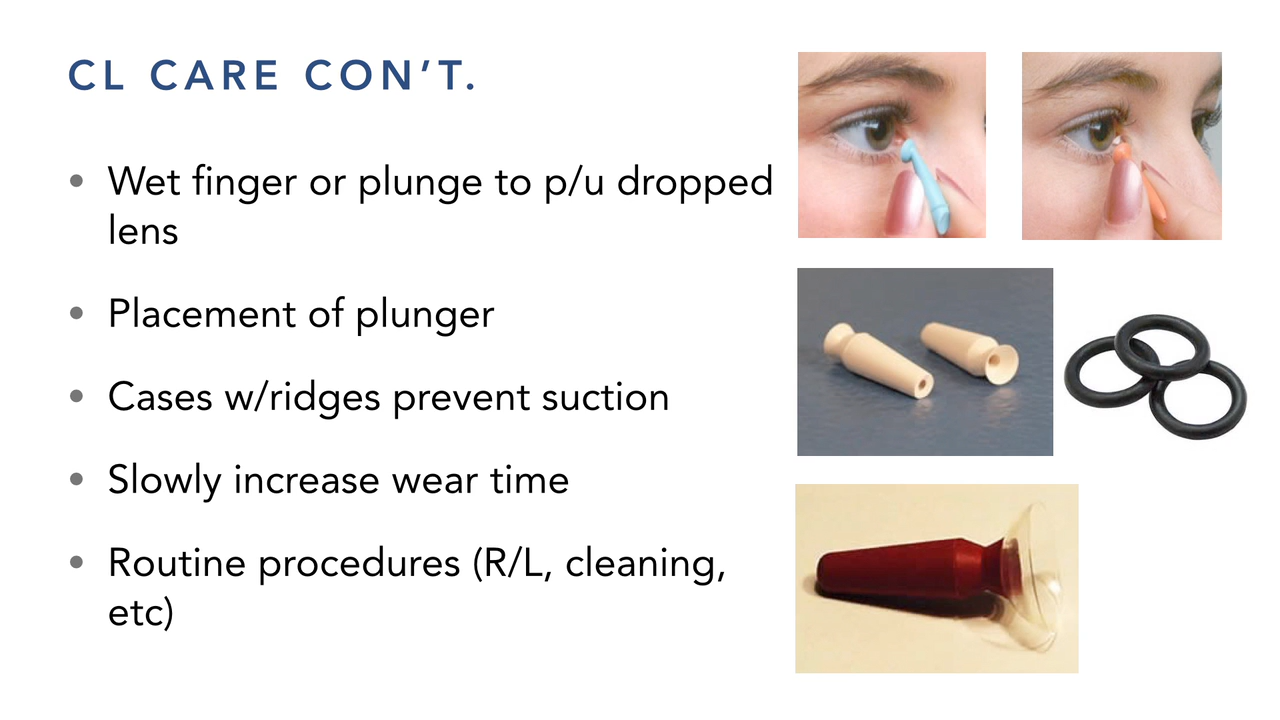 CL CARE CON’T.
• Wet finger or plunge to p/u dropped
lens
• Placement of plunger
• Cases w/ridges prevent suction
• Slowly increase wear time
• Routine procedures (R/L, cleaning,
etc)